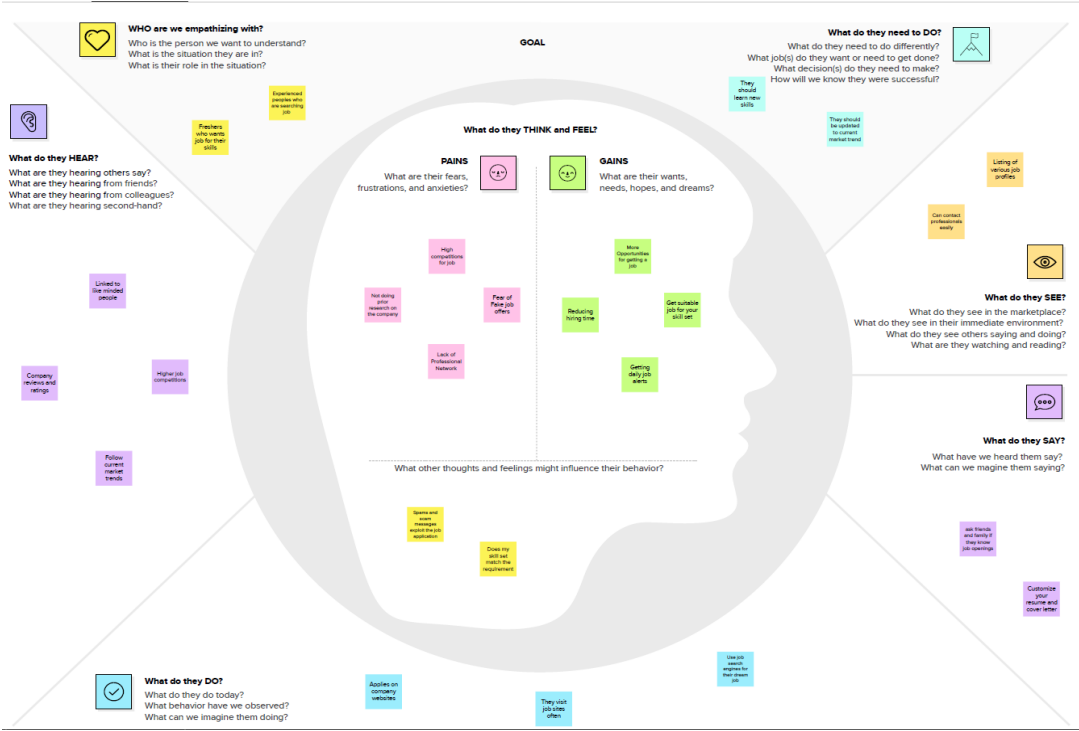 WHO are we empathizing with?
Who is the person we want to understand?
What is the situation they are in?
What is their role in the situation?
Experienced
peoples who
are searching
job
Freshers
who wants
job for their
skills
GOAL
What do they need to DO?
What do they need to do differently?
What job(s) do they want or need to get done?
What decision(s) do they need to make?
How will we know they were successful?
They
should
learn new
skills
They should
be updated
to current
market trend
What do they HEAR?
What are they hearing others say?
What are they hearing from friends?
What are they hearing from colleagues?
What are they hearing second-hand?
Linked to
like minded
people
Company
reviews and
ratings
Higher job
competitions
Follow
current
market
trends
What do they THINK and FEEL?
PAINS
What are their fears,
frustrations, and anxieties?
High
competitions
for job
Not doing
prior
research on
the company
Fear of
Fake job
offers
Lack of
Professional
Network
GAINS
What are their wants,
needs, hopes, and dreams?
More
Opportunities
for getting a
job
Reducing
hiring time
Get suitable
job for your
skill set
Getting
daily job
alerts
What other thoughts and feelings might influence their behavior?
Spams and
scam
messages
exploit the job
application
Does my
skill set
match the
requirement
Listing of
various job
profiles
Can contact
professionals
easily
What do they SEE?
What do they see in the marketplace?
What do they see in their immediate environment?
What do they see others saying and doing?
What are they watching and reading?
What do they SAY?
What have we heard them say?
What can we magine them saying?
ask friends
and family if
they know
job openings
Customize
your
resume and
cover letter
What do they DO?
What do they do today?
What behavior have we observed?
What can we imagine them doing?
Applies on
company
websites
They visit
job sites
often
Use job
search
engines for
their dream
job.